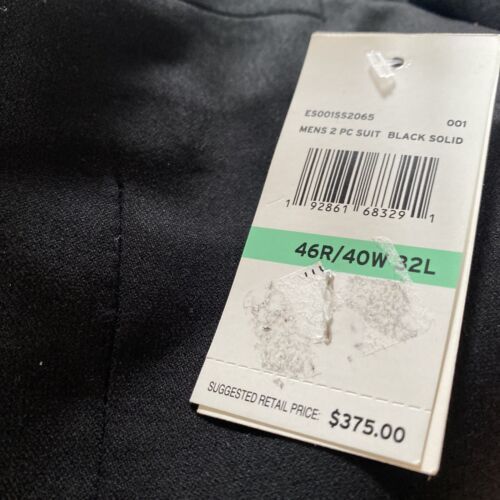 ES001SS2065 001
MENS 2 PC SUIT BLACK SOLID
1 92861 68329 1
46R/40W 32L
SUGGESTED RETAIL PRICE: $375.00